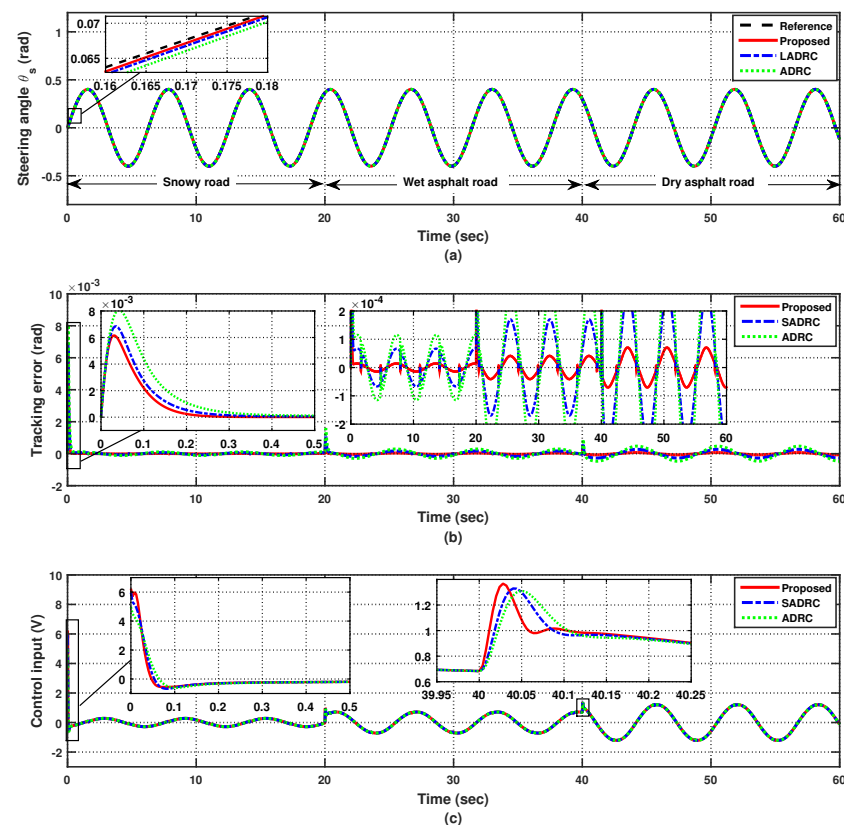 0.07
0.065
0.16 0.165 0.17 0.175 0.18
Reference
Proposed
LADRC
ADRC
1
0.5
0
-0.5
Steering angle θ s (rad)
Snowy road
Wet asphalt road
Dry asphalt road
0 10 20 30 40 50 60
Time (sec)
(a)
× 10 -3
10
8
6
4
2
0
-2
Tracking error (rad)
×10 -3
8
6
4
2
0
0 0.1 0.2 0.3 0.4 0.5
×10 -4
2
1
0
-1
-2
0 10 20 30 40 50 60
Proposed
SADRC
ADRC
0 10 20 30 40 50 60
Time (sec)
(b)
10
8
6
4
2
0
-2
Control input (V)
6
4
2
0
0 0.1 0.2 0.3 0.4 0.5
1.2
1.0
0.8
0.6
39.95 40 40.05 40.1 40.15 40.2 40.25
Proposed
SADRC
ADRC
0 10 20 30 40 50 60
Time (sec)
(c)